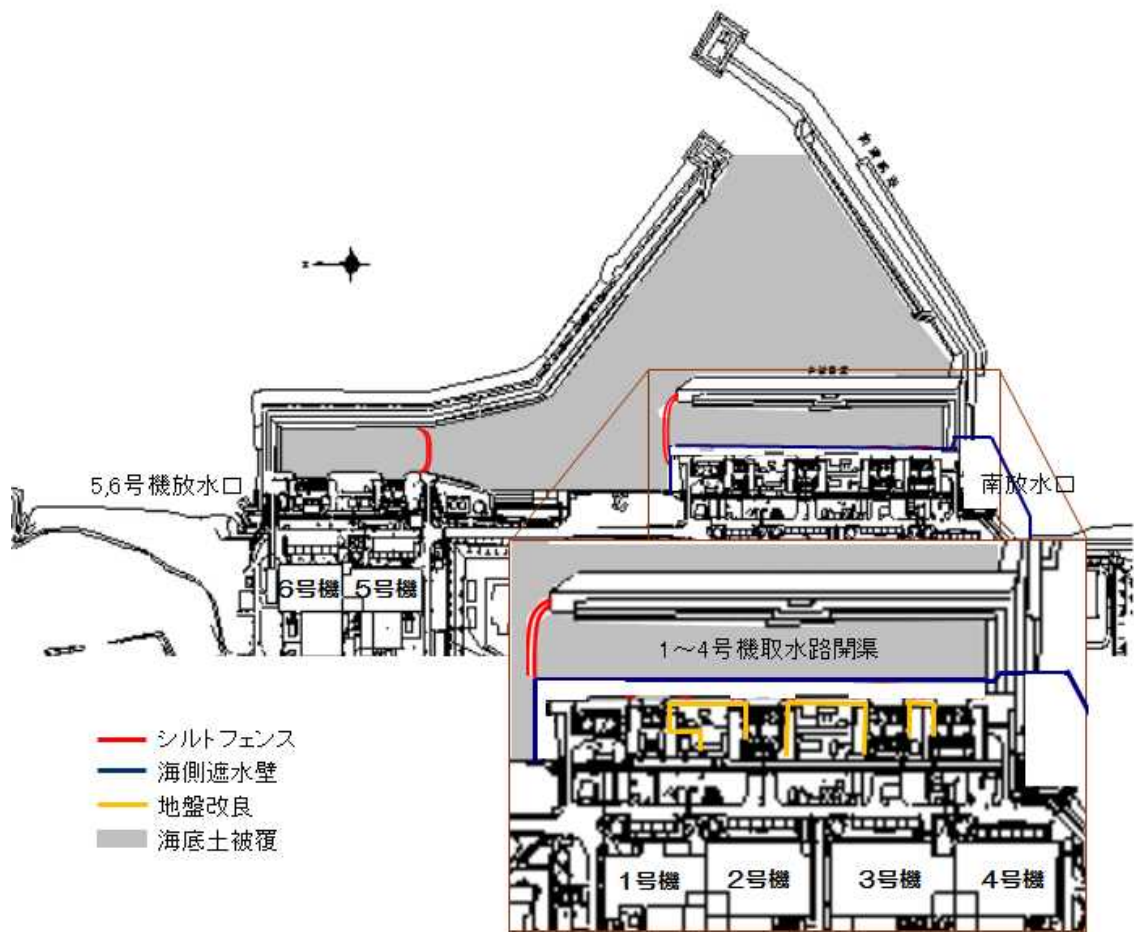 5,6号機放水口
南放水口
6号機
5号機
1～4号機取水路開渠
シルトフェンス
海側遮水壁
地盤改良
海底土被覆
1号機
2号機
3号機
4号機